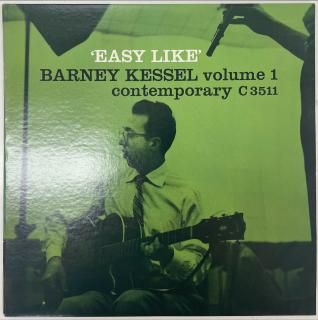 'EASY LIKE'
BARNEY KESSEL volume 1
contemporary C3511